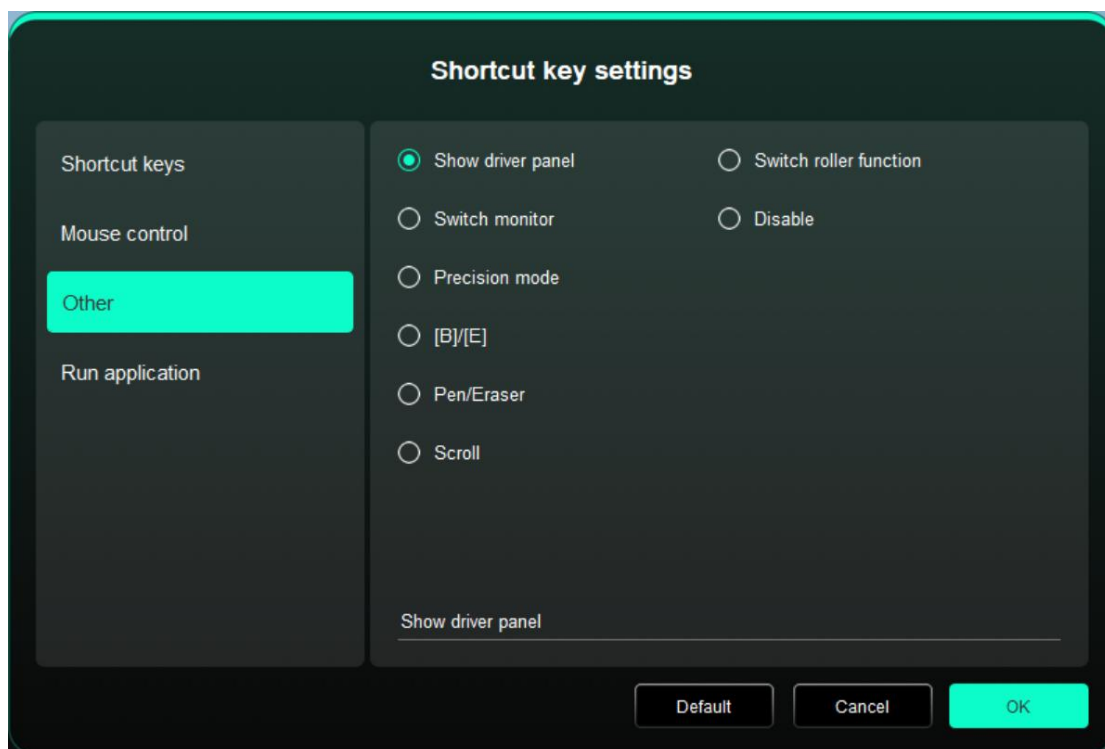 Shortcut key settings
Shortcut keys
Mouse control
Other
Run application
Show driver panel
Switch roller function
Switch monitor
Disable
Precision mode
[B]/[E]
Pen/Eraser
Scroll
Show driver panel
Default
Cancel
OK